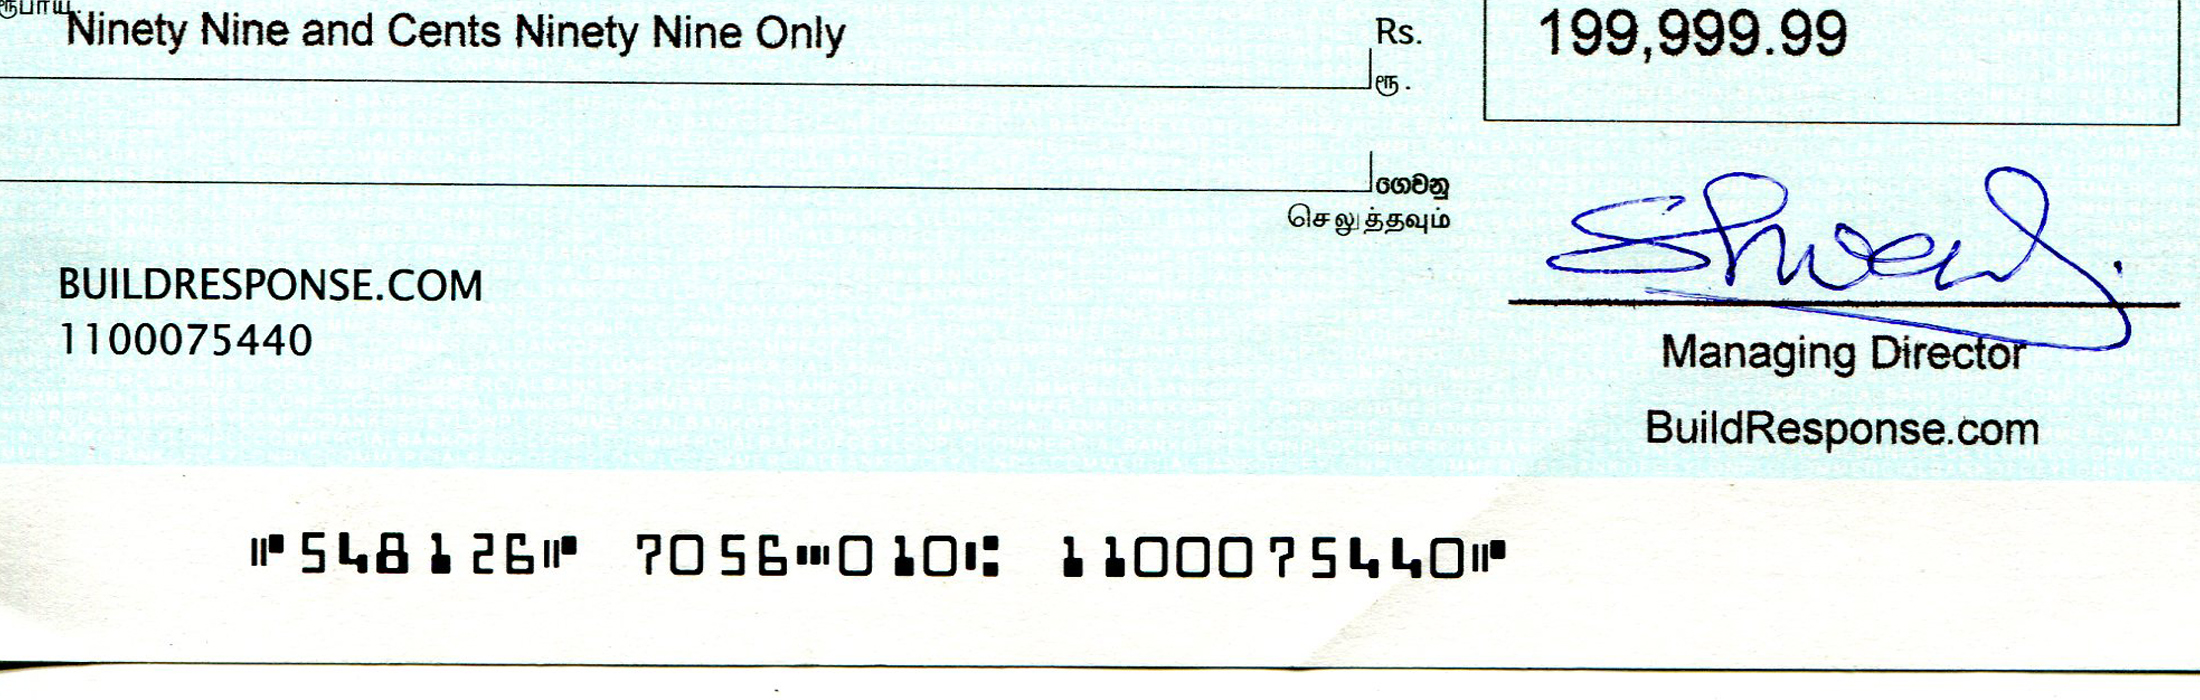 ரூபாய்
Ninety Nine and Cents Ninety Nine Only
Rs.
රු.
199,999.99
ගෙවනු
செலுத்தவும்
BUILDRESPONSE.COM
1100075440
Managing Director
BuildResponse.com
⑈548126⑈ 7056⑉010⑆ 1100075440⑈